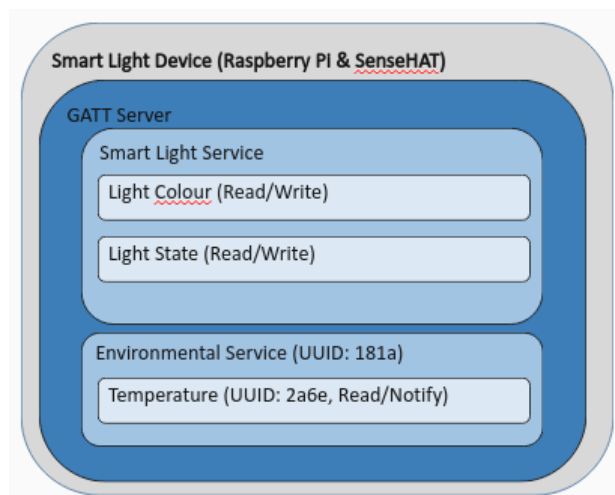 Smart Light Device (Raspberry Pi & SenseHAT)
GATT Server
Smart Light Service
Light Colour (Read/Write)
Light State (Read/Write)
Environmental Service (UUID: 181a)
Temperature (UUID: 2a6e, Read/Notify)